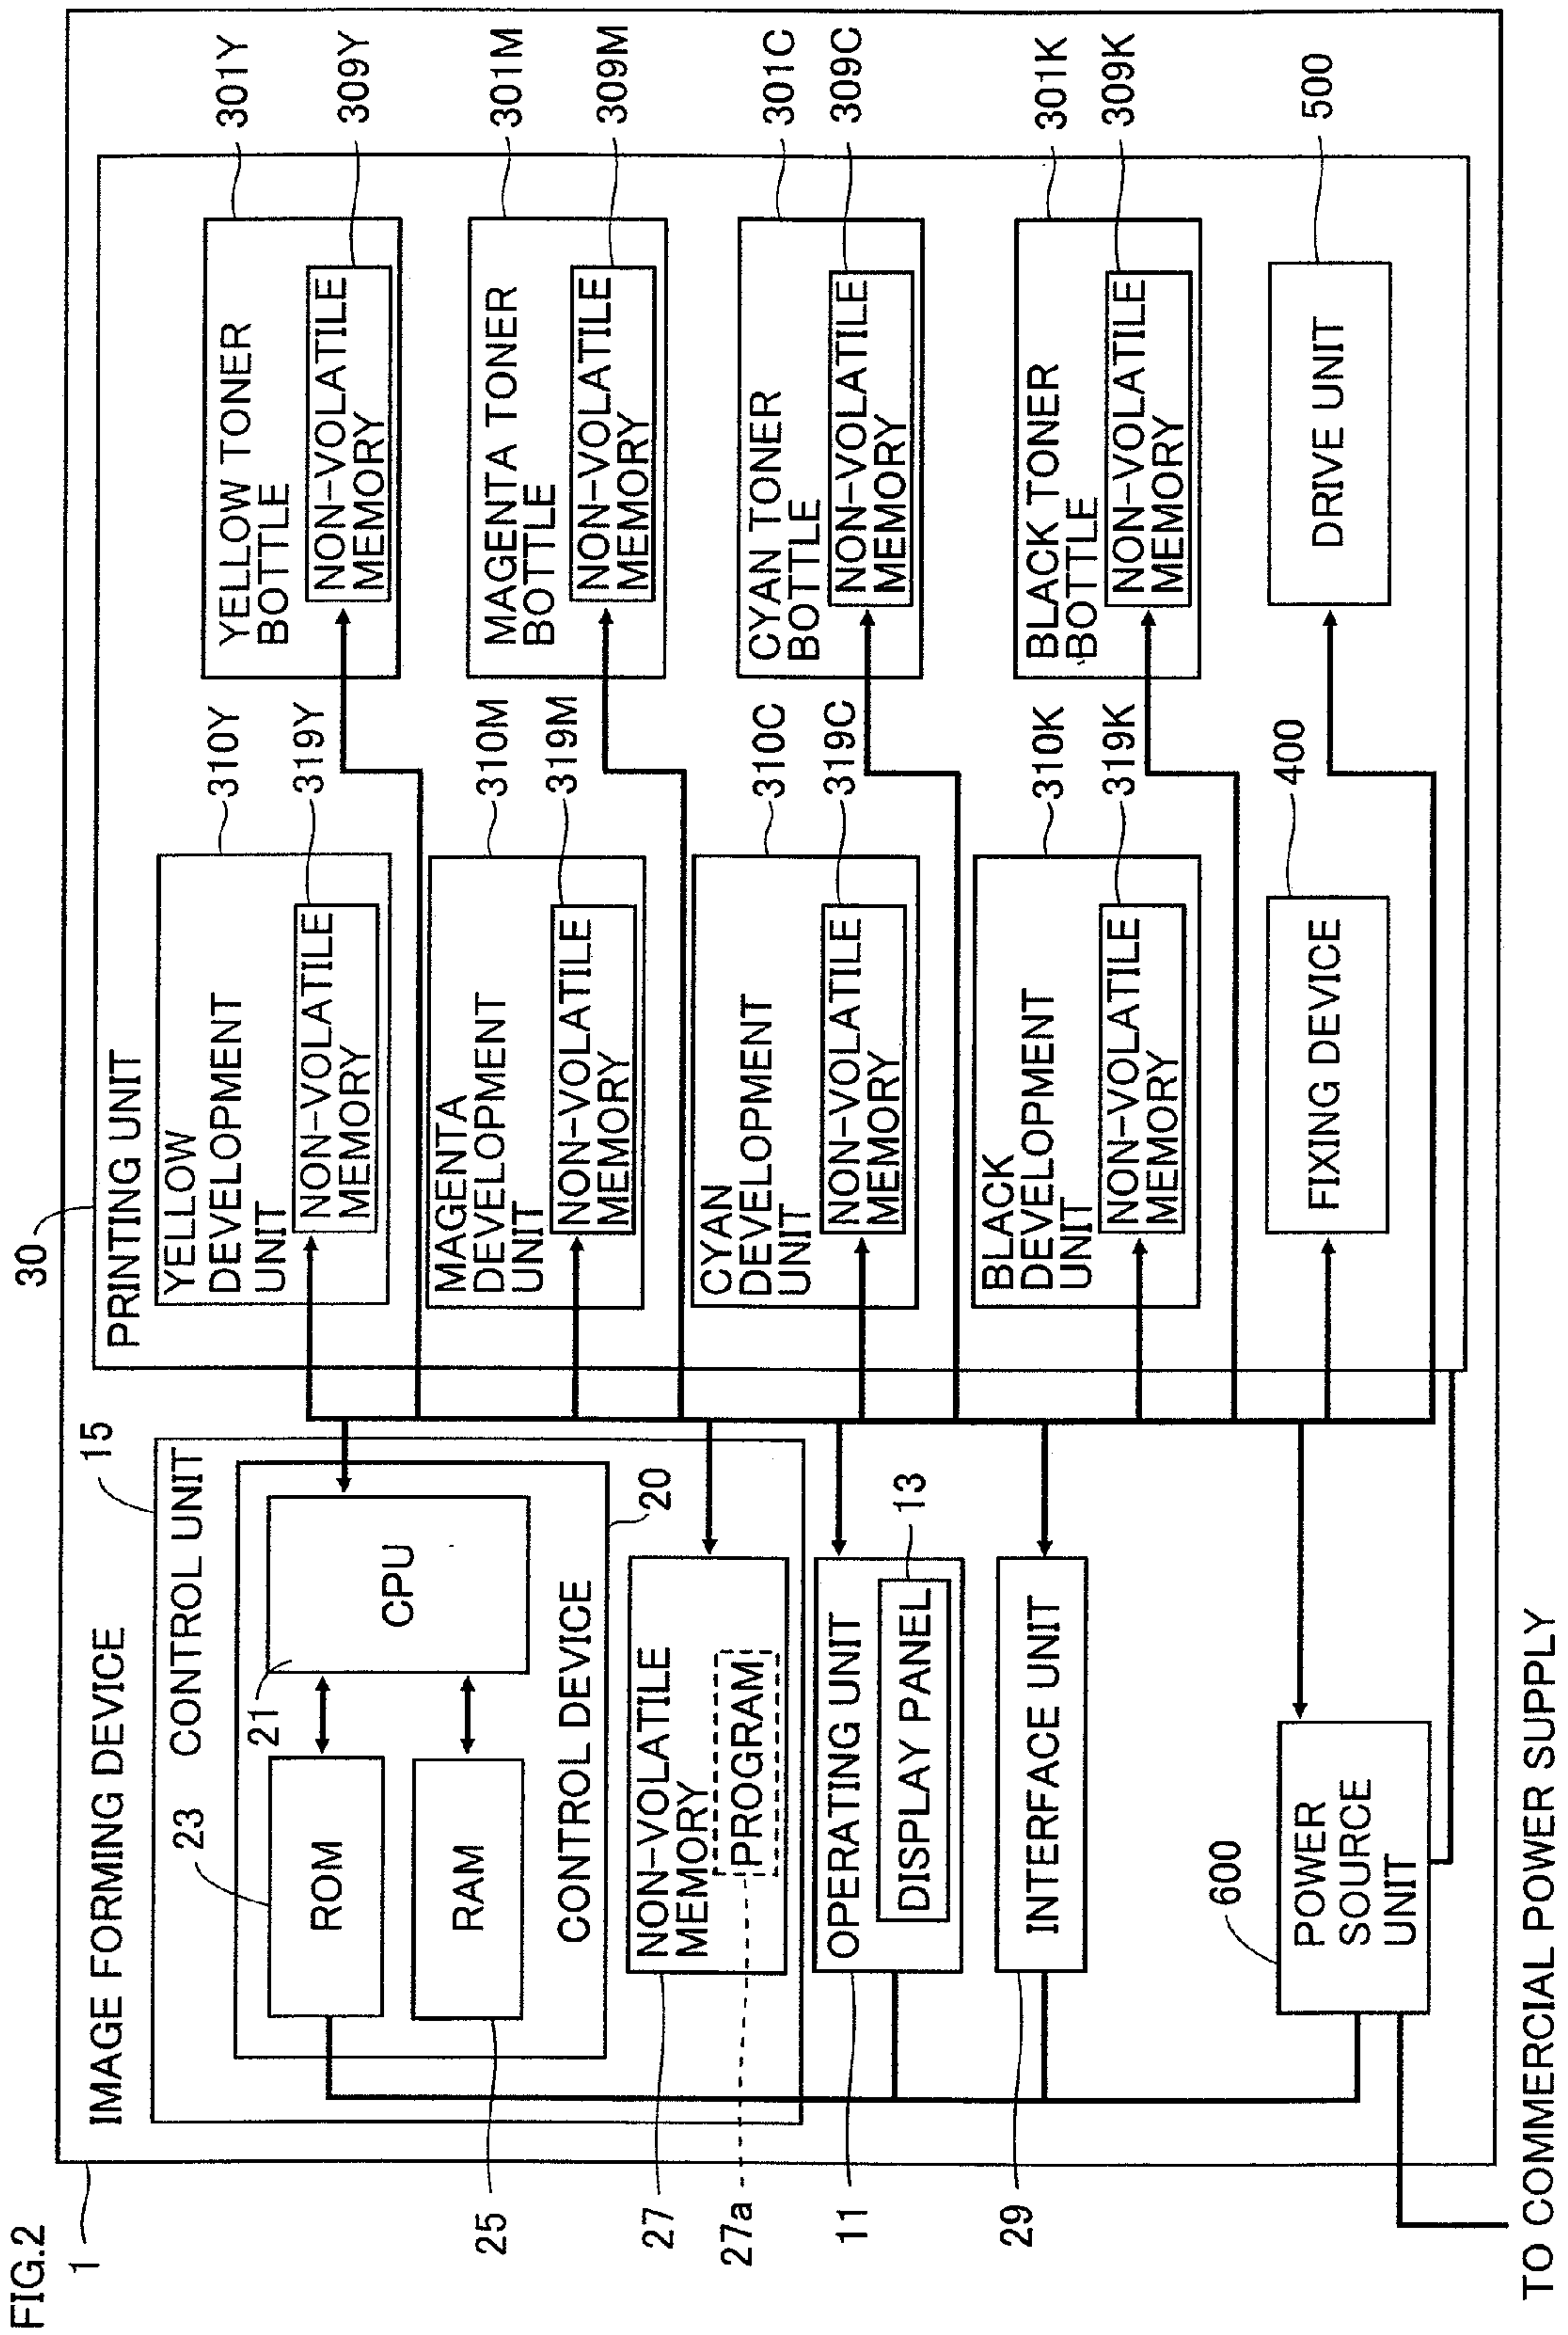 FIG.2
1
IMAGE FORMING DEVICE
15
CONTROL UNIT
23
21
ROM
CPU
RAM
25
CONTROL DEVICE
20
NON-VOLATILE
MEMORY
PROGRAM
27
27a
OPERATING UNIT
13
DISPLAY PANEL
11
INTERFACE UNIT
29
600
POWER
SOURCE
UNIT
TO COMMERCIAL POWER SUPPLY
30
PRINTING UNIT
YELLOW
DEVELOPMENT
UNIT
310Y
NON-VOLATILE
MEMORY
319Y
YELLOW TONER
BOTTLE
301Y
NON-VOLATILE
MEMORY
309Y
MAGENTA
DEVELOPMENT
UNIT
310M
NON-VOLATILE
MEMORY
319M
MAGENTA TONER
BOTTLE
301M
NON-VOLATILE
MEMORY
309M
CYAN
DEVELOPMENT
UNIT
310C
NON-VOLATILE
MEMORY
319C
CYAN TONER
BOTTLE
301C
NON-VOLATILE
MEMORY
309C
BLACK
DEVELOPMENT
UNIT
310K
NON-VOLATILE
MEMORY
319K
BLACK TONER
BOTTLE
301K
NON-VOLATILE
MEMORY
309K
FIXING DEVICE
400
DRIVE UNIT
500